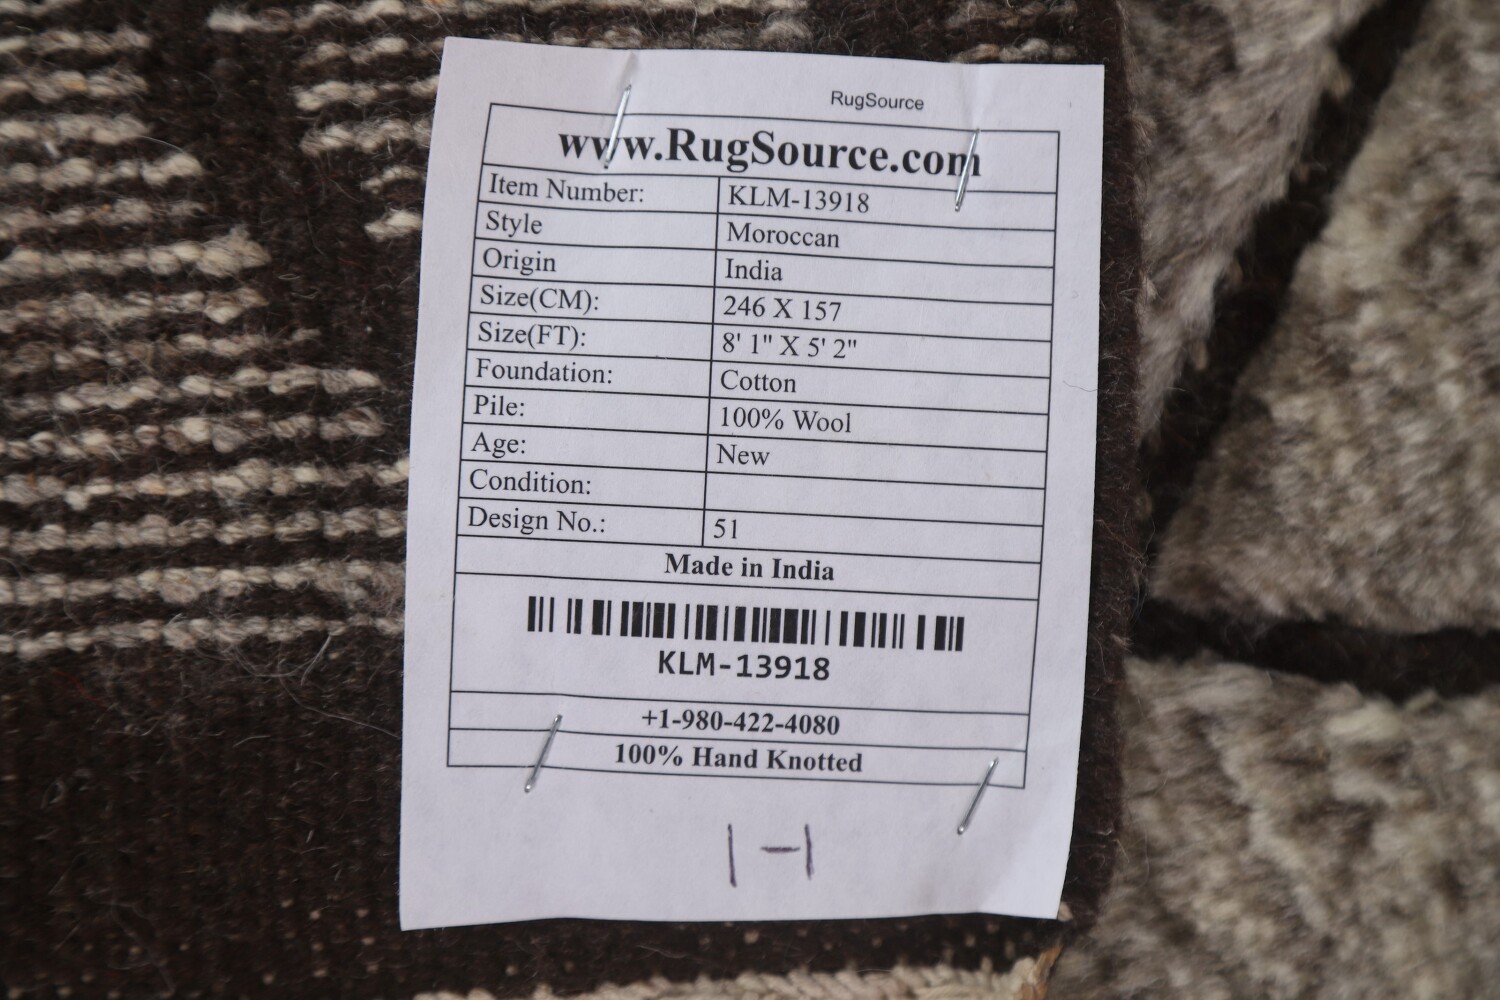 RugSource
www.RugSource.com
Item Number: KLM-13918
Style Moroccan
Origin India
Size(CM): 246 X 157
Size(FT): 8' 1" X 5' 2"
Foundation: Cotton
Pile: 100% Wool
Age: New
Condition:
Design No.: 51
Made in India
KLM-13918
+1-980-422-4080
100% Hand Knotted
1-1